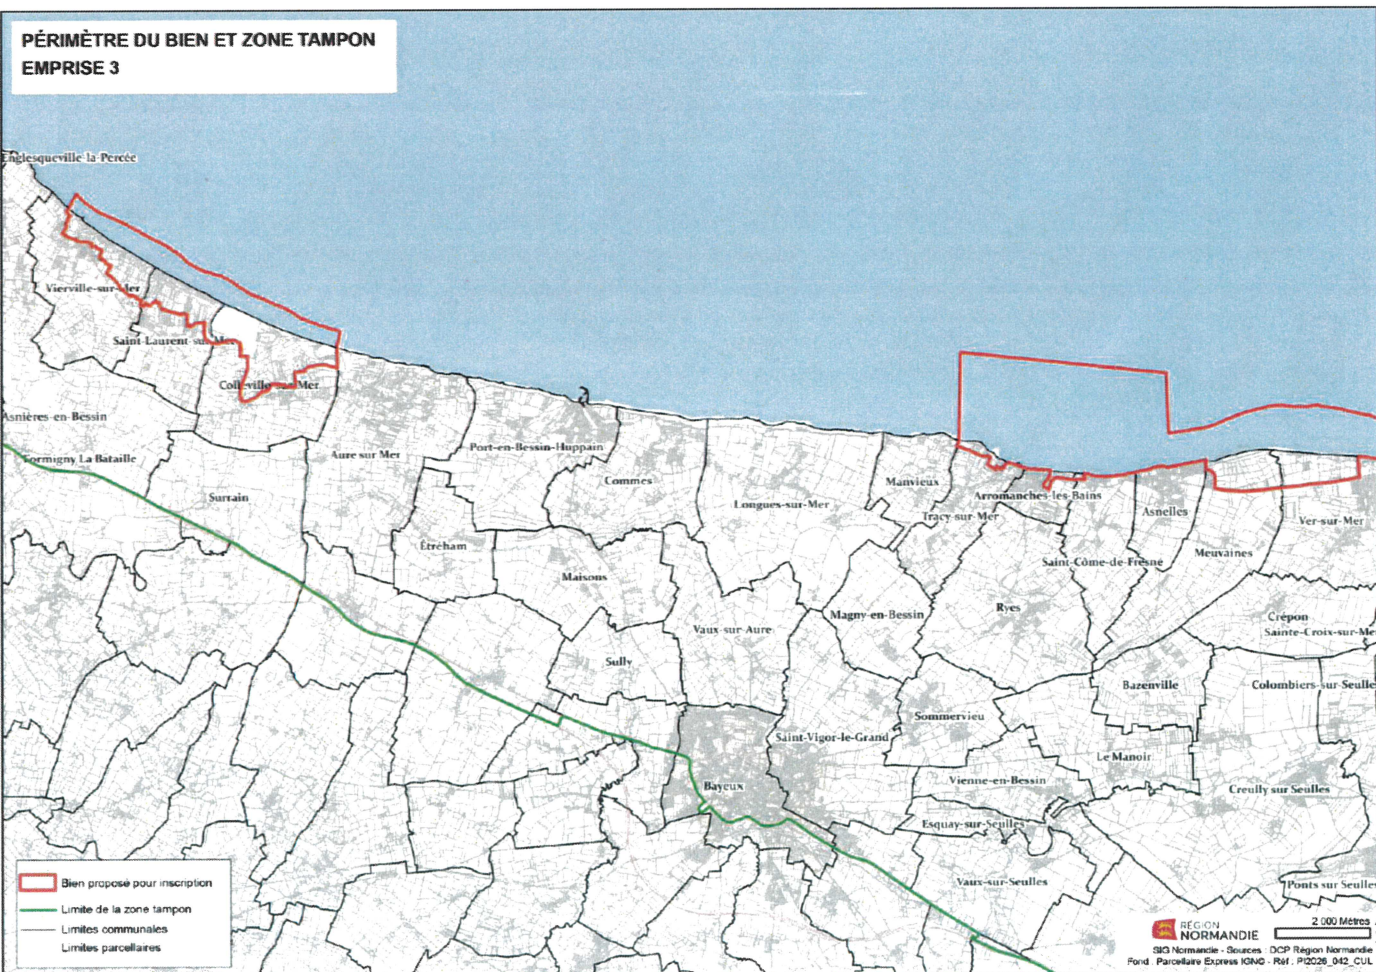 PÉRIMÈTRE DU BIEN ET ZONE TAMPON
EMPRISE 3
Englesqueville-la-Percée
Vierville-sur-Mer
Saint-Laurent-sur-Mer
Colleville-sur-Mer
Asnières-en-Bessin
Formigny La Bataille
Surrain
Aure sur Mer
Port-en-Bessin-Huppain
Commes
Étréham
Maisons
Longues-sur-Mer
Manvieux
Tracy-sur-Mer
Arromanches-les-Bains
Asnelles
Ver-sur-Mer
Meuvaines
Saint-Côme-de-Fresné
Ryes
Magny-en-Bessin
Vaux-sur-Aure
Sully
Crépon
Sainte-Croix-sur-Me
Bazenville
Colombiers-sur-Seulle
Sommervieu
Saint-Vigor-le-Grand
Le Manoir
Vienne-en-Bessin
Creully sur Seulles
Bayeux
Esquay-sur-Seulles
Vaux-sur-Seulles
Ponts sur Seulle
Bien proposé pour inscription
Limite de la zone tampon
Limites communales
Limites parcellaires
RÉGION
NORMANDIE
2 000 Mètres
SIG Normandie - Sources : DCP Région Normandie
Fond : Parcellaire Express IGN© - Réf : PI2026_042_CUL